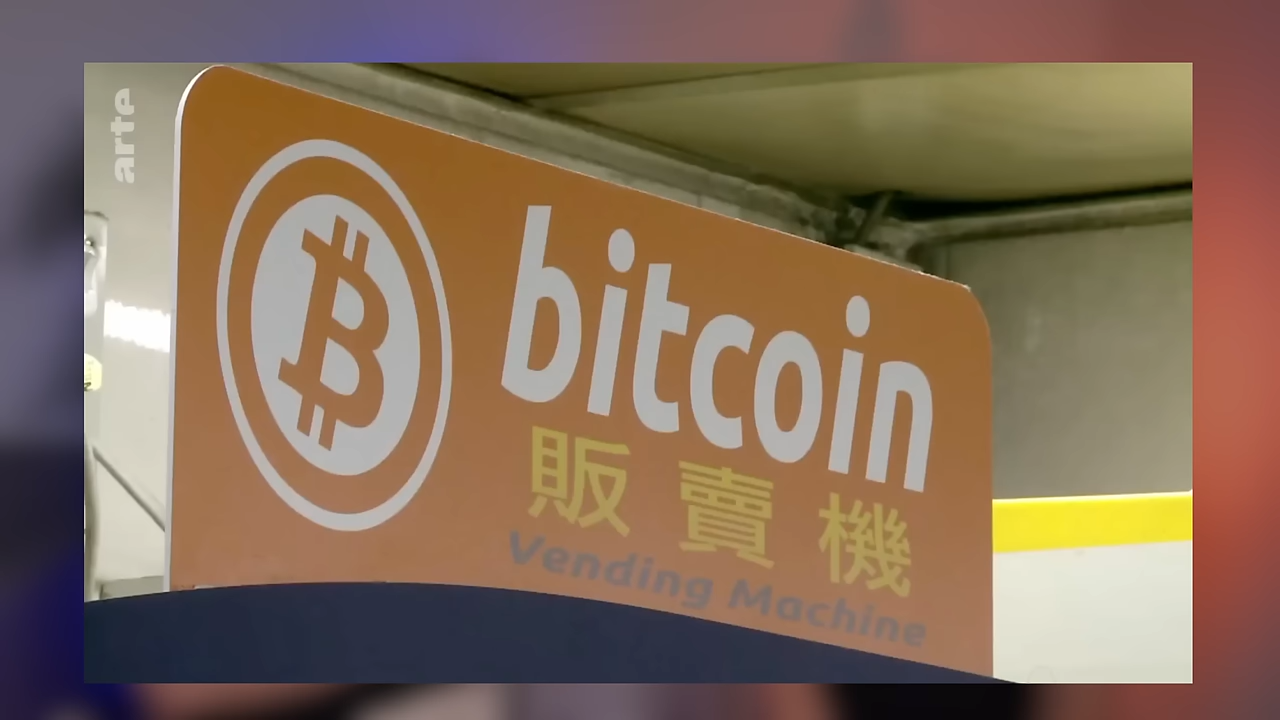 arte
bitcoin
販賣機
Vending Machine